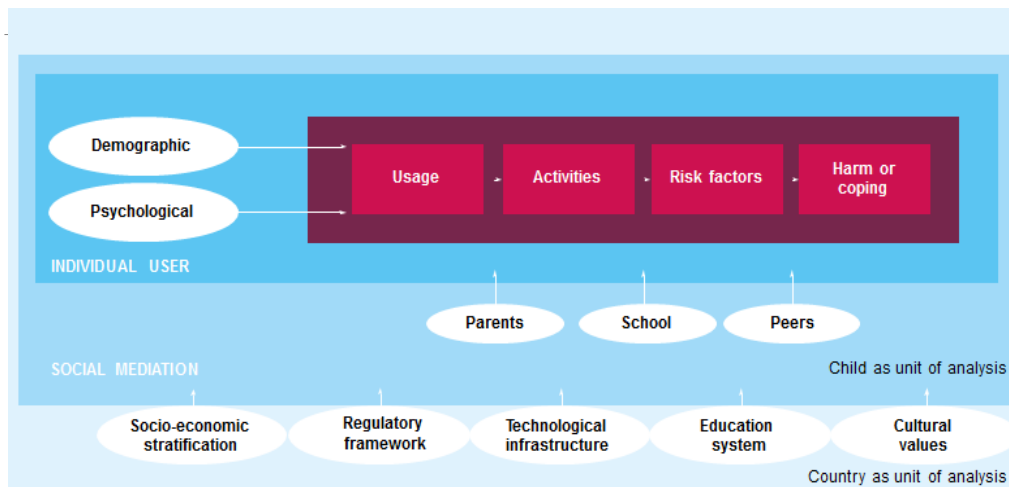 Demographic
Psychological
Usage
Activities
Risk factors
Harm or
coping
INDIVIDUAL USER
Parents
School
Peers
SOCIAL MEDIATION
Child as unit of analysis
Socio-economic
stratification
Regulatory
framework
Technological
infrastructure
Education
system
Cultural
values
Country as unit of analysis